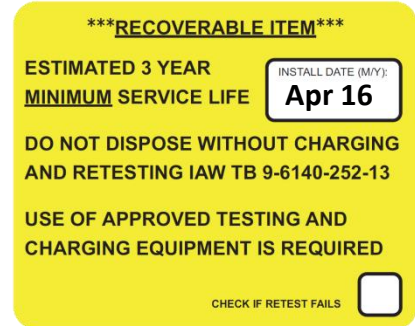 ***RECOVERABLE ITEM***
ESTIMATED 3 YEAR
MINIMUM SERVICE LIFE
INSTALL DATE (M/Y):
Apr 16
DO NOT DISPOSE WITHOUT CHARGING
AND RETESTING IAW TB 9-6140-252-13
USE OF APPROVED TESTING AND
CHARGING EQUIPMENT IS REQUIRED
CHECK IF RETEST FAILS